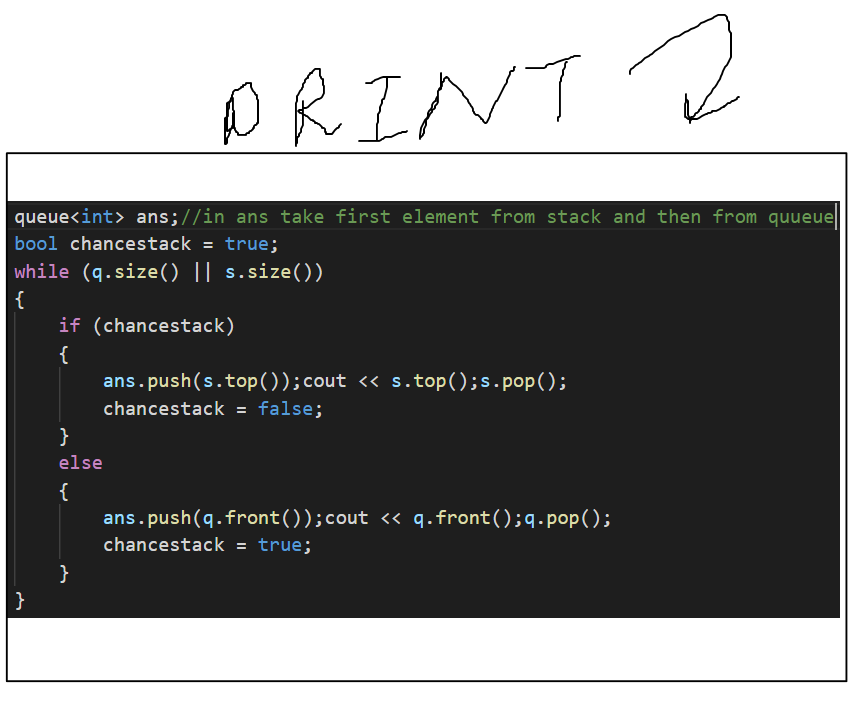 PRINT
queue<int> ans;//in ans take first element from stack and then from quueue
bool chancestack = true;
while (q.size() || s.size())
{
    if (chancestack)
    {
        ans.push(s.top());cout << s.top();s.pop();
        chancestack = false;
    }
    else
    {
        ans.push(q.front());cout << q.front();q.pop();
        chancestack = true;
    }
}